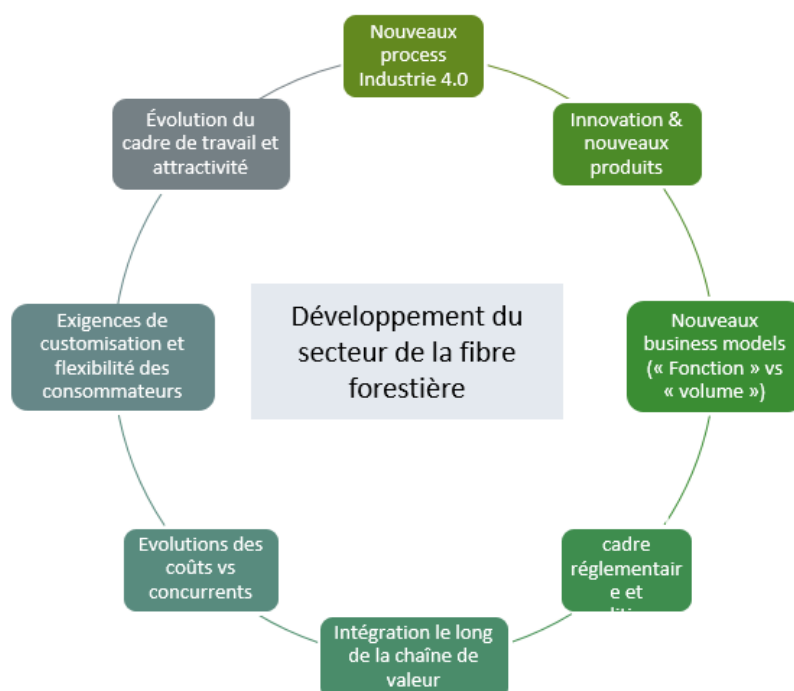 Nouveaux
process
Industrie 4.0
Innovation &
nouveaux
produits
Nouveaux
business models
(« Fonction » vs
« volume »)
cadre
réglementair
e et
Intégration le long
de la chaîne de
valeur
Evolutions des
coûts vs
concurrents
Exigences de
customisation et
flexibilité des
consommateurs
Évolution du
cadre de travail et
attractivité
Développement du
secteur de la fibre
forestière